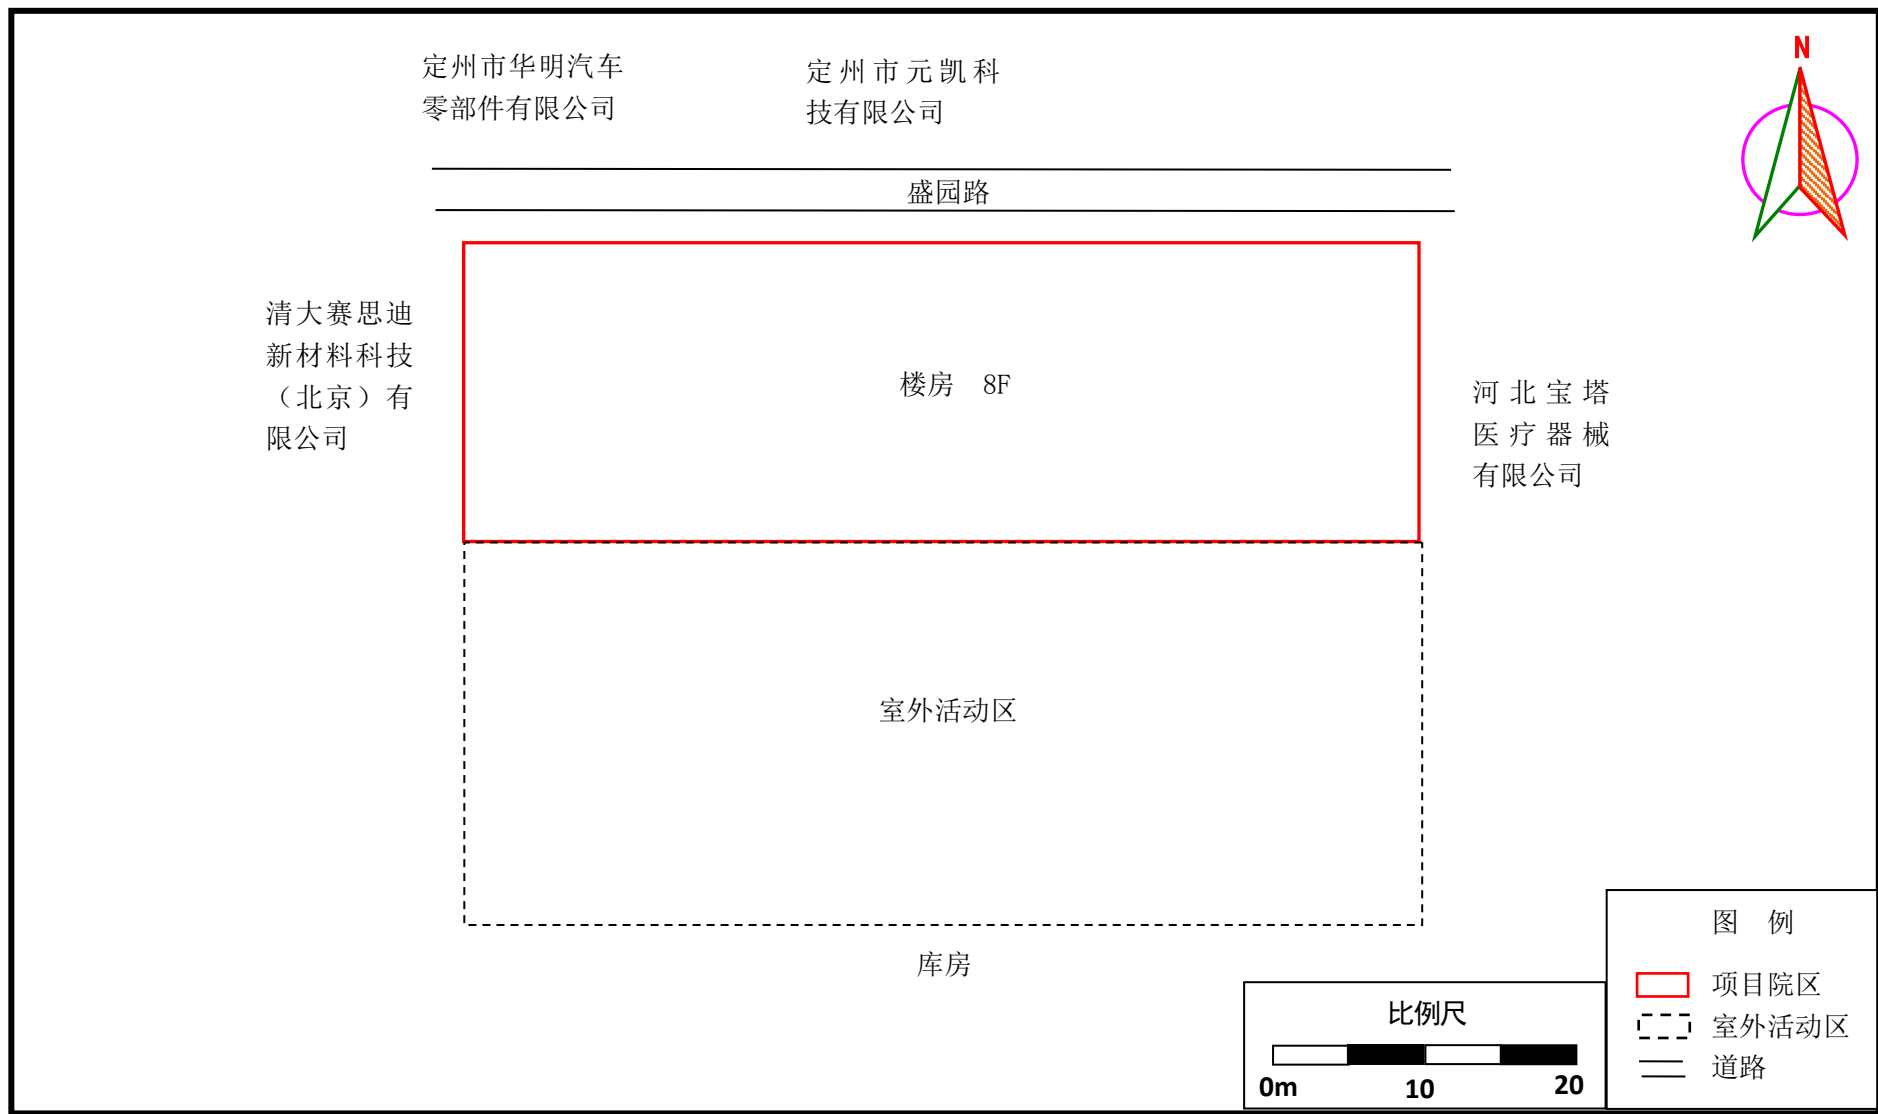 定州市华明汽车
零部件有限公司
定州市元凯科
技有限公司
N
盛园路
清大赛思迪
新材料科技
（北京）有
限公司
楼房 8F
河北宝塔
医疗器械
有限公司
室外活动区
库房
比例尺
0m 10 20
图 例
项目院区
室外活动区
道路